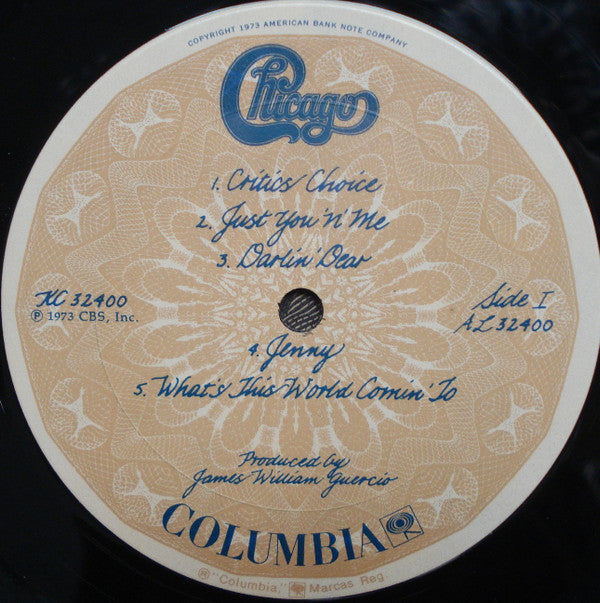 COPYRIGHT 1973 AMERICAN BANK NOTE COMPANY
Chicago
1. Critics' Choice
2. Just You 'n' Me
3. Darlin' Dear
KC 32400
℗ 1973 CBS, Inc.
Side I
AL 32400
4. Jenny
5. What's This World Comin' To
Produced by
James William Guercio
COLUMBIA
® "Columbia," Marcas Reg.